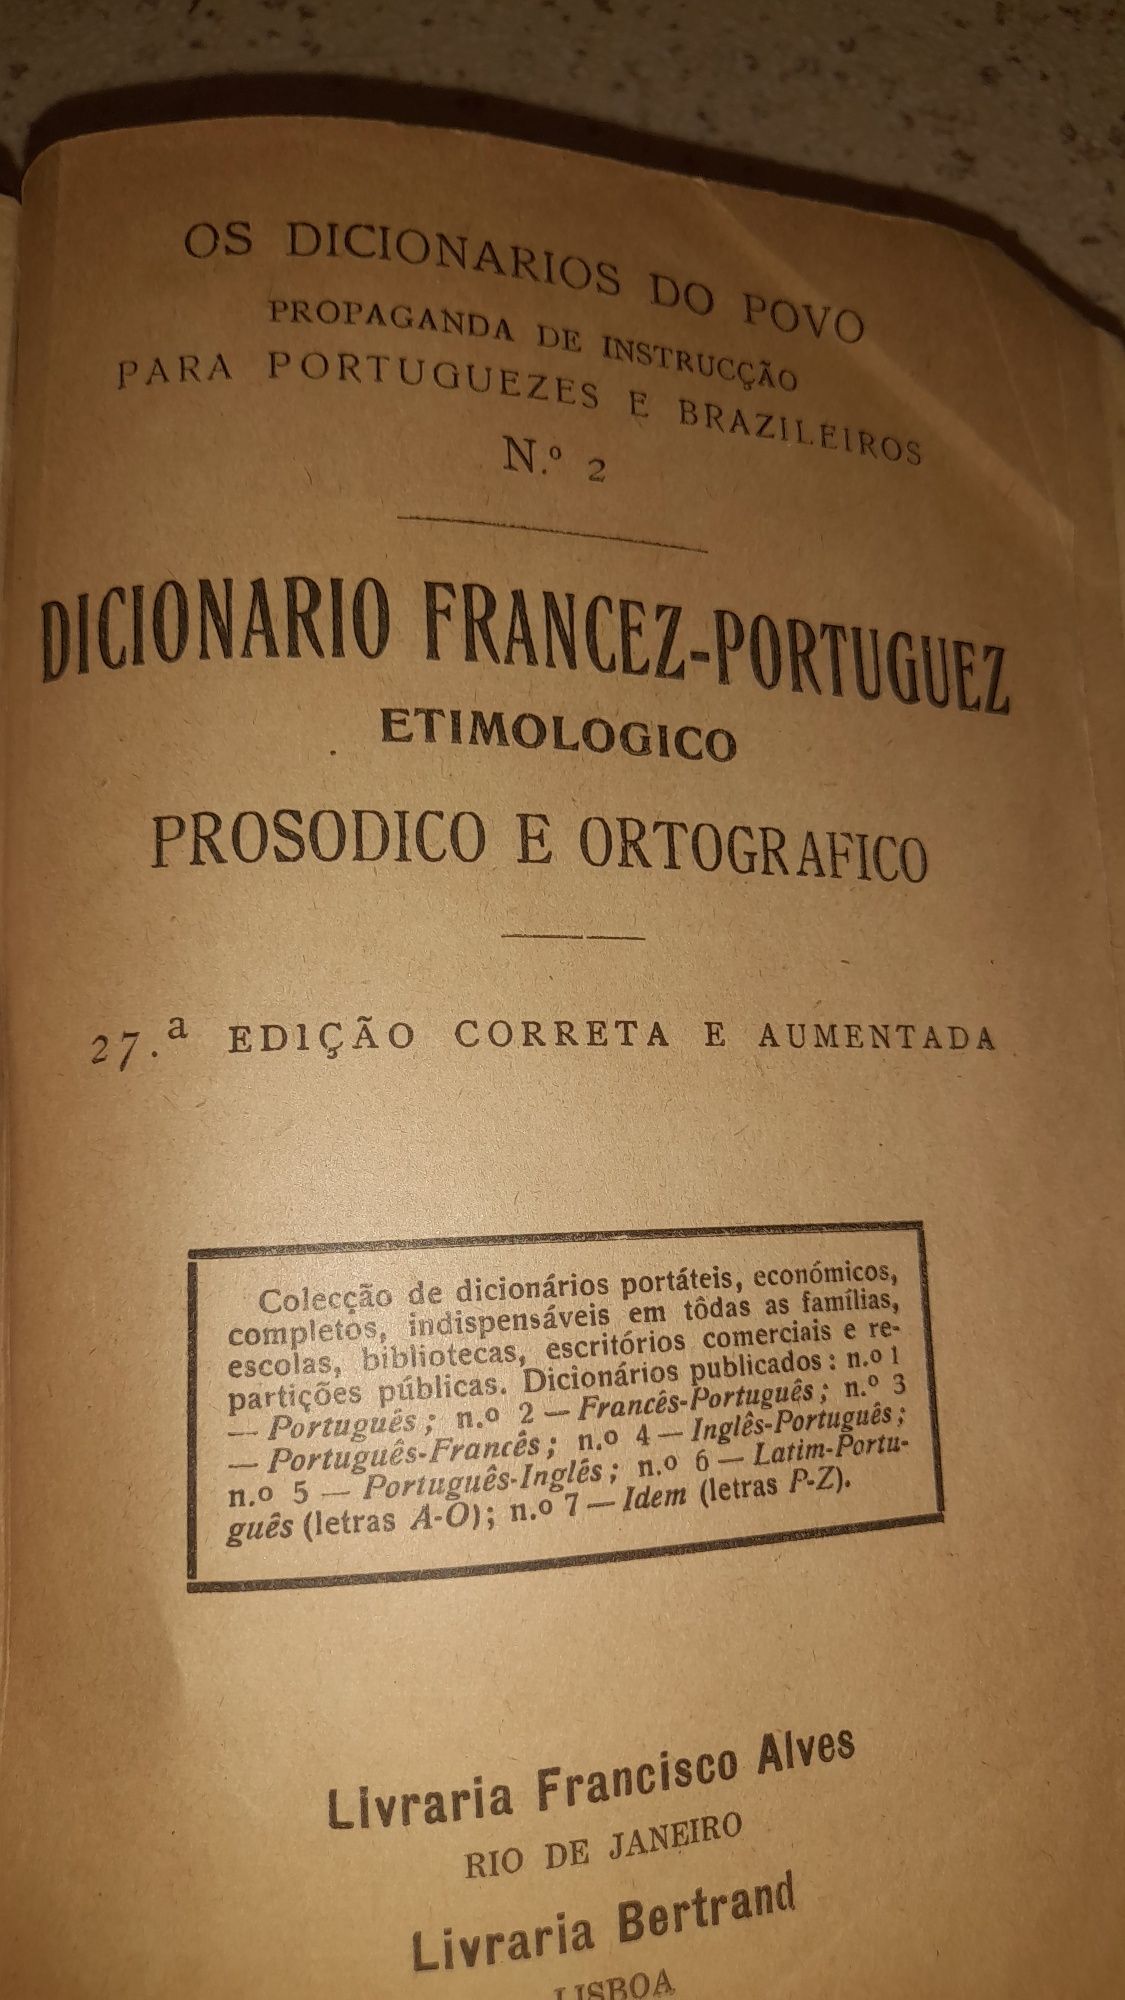 OS DICIONARIOS DO POVO
PROPAGANDA DE INSTRUCÇÃO
PARA PORTUGUEZES E BRAZILEIROS
N.º 2
DICIONARIO FRANCEZ-PORTUGUEZ
ETIMOLOGICO
PROSODICO E ORTOGRAFICO
27.ª EDIÇÃO CORRETA E AUMENTADA
Colecção de dicionários portáteis, económicos,
completos, indispensáveis em tôdas as famílias,
escolas, bibliotecas, escritórios comerciais e re-
partições públicas. Dicionários publicados: n.º 1
— Português; n.º 2 — Francês-Português; n.º 3
— Português-Francês; n.º 4 — Inglês-Português;
n.º 5 — Português-Inglês; n.º 6 — Latim-Portu-
guês (letras A-O); n.º 7 — Idem (letras P-Z).
Livraria Francisco Alves
RIO DE JANEIRO
Livraria Bertrand
LISBOA